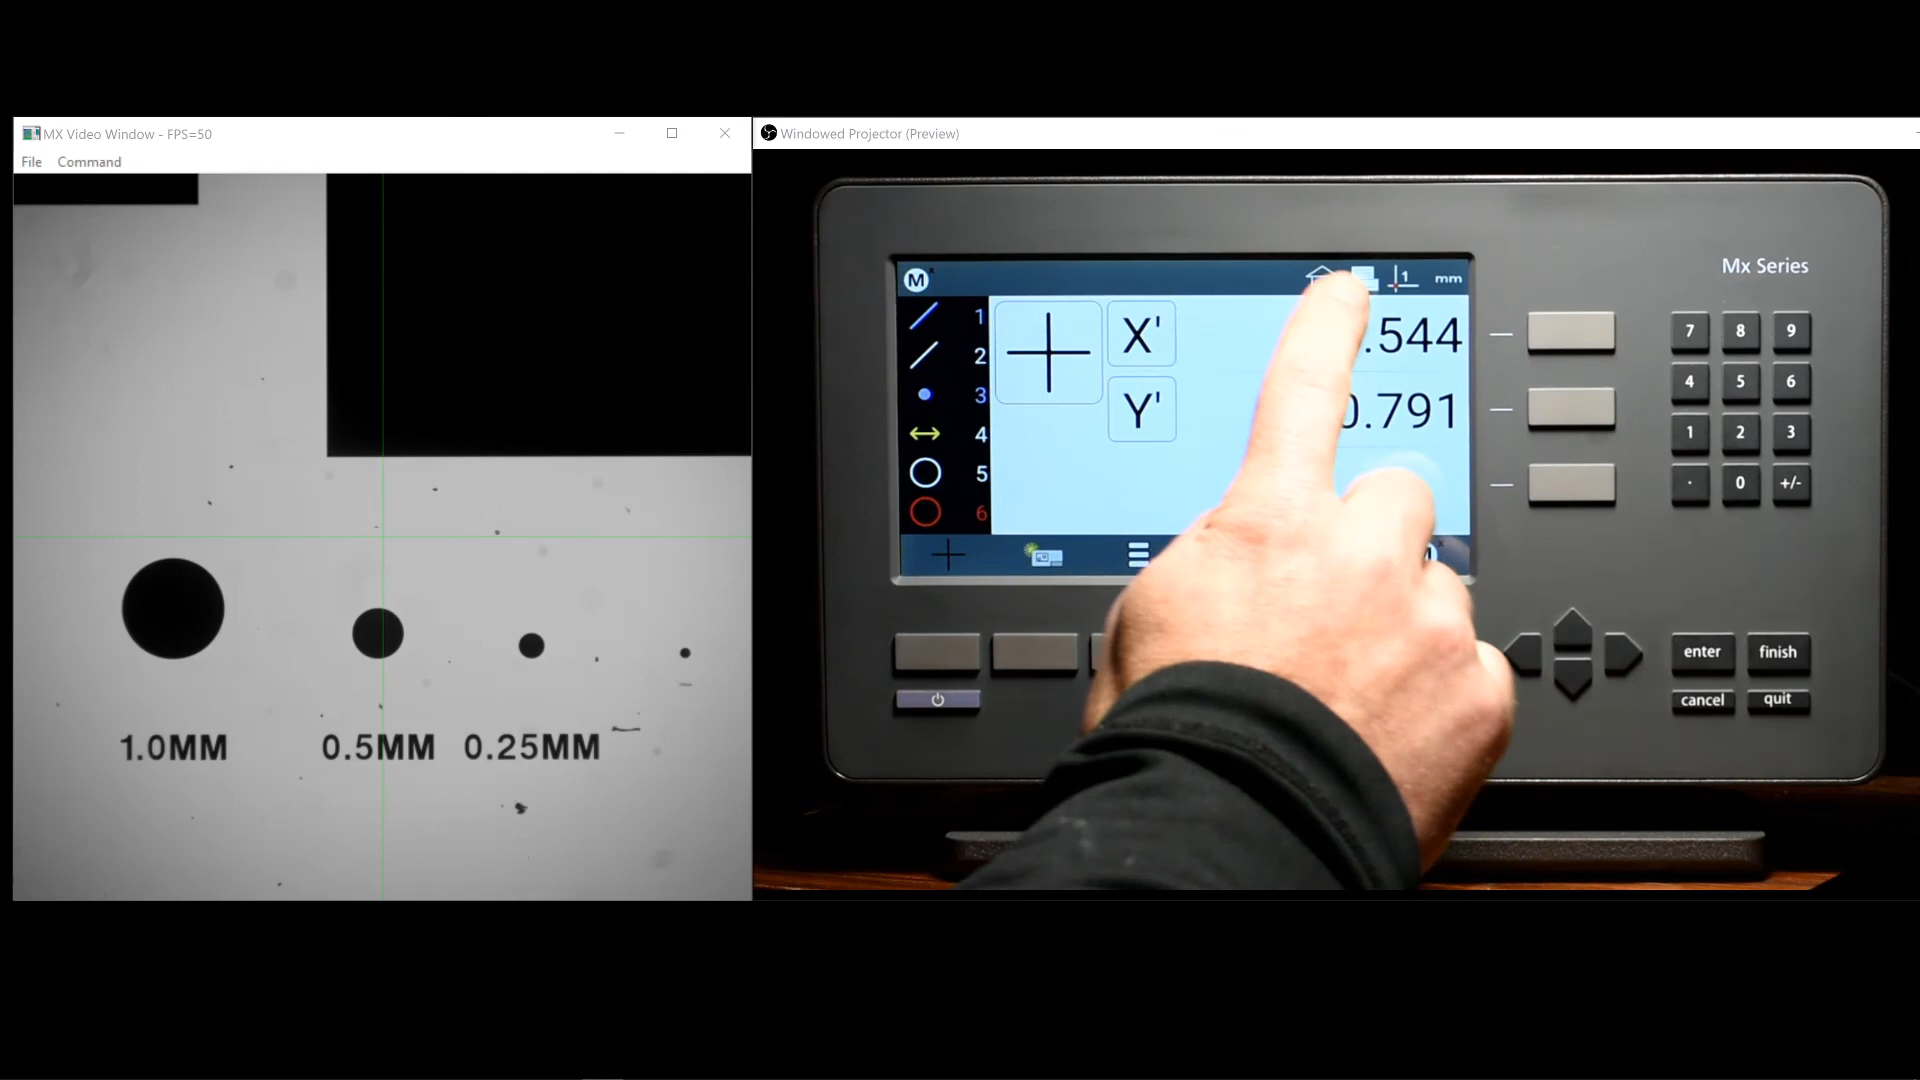 MX Video Window - FPS=50
File Command
1.0MM 0.5MM 0.25MM
Windowed Projector (Preview)
Mx Series
M 1 mm
1 X' .544
2
3 Y' 0.791
4
5
6
7 8 9
4 5 6
1 2 3
. 0 +/-
enter finish
cancel quit